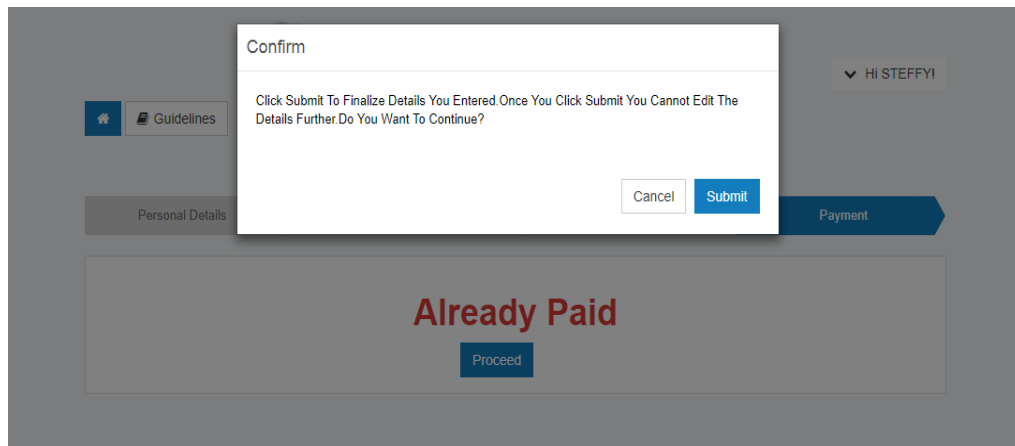 Confirm
Hi STEFFY!
Click Submit To Finalize Details You Entered.Once You Click Submit You Cannot Edit The
Details Further.Do You Want To Continue?
Guidelines
Cancel
Submit
Personal Details
Payment
Already Paid
Proceed